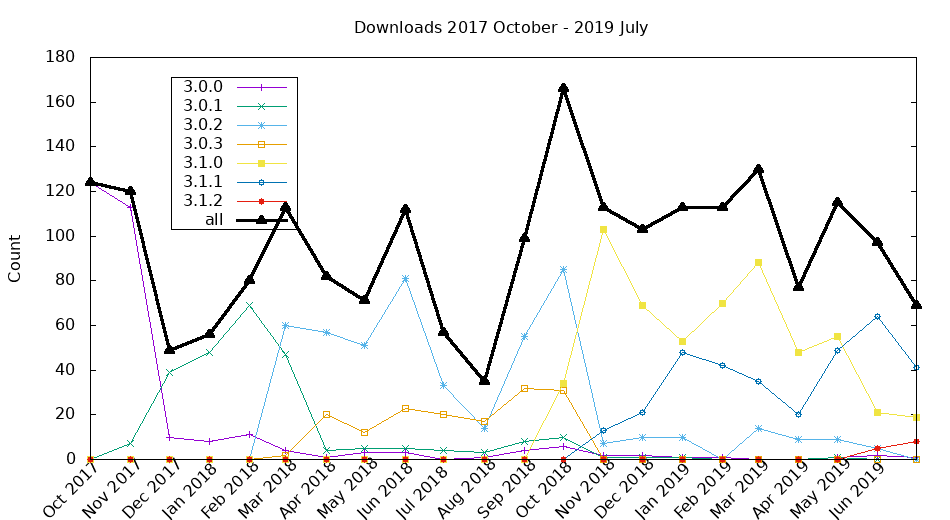 Downloads 2017 October - 2019 July
Count
180
160
140
120
100
80
60
40
20
0
3.0.0
3.0.1
3.0.2
3.0.3
3.1.0
3.1.1
3.1.2
all
Oct 2017
Nov 2017
Dec 2017
Jan 2018
Feb 2018
Mar 2018
Apr 2018
May 2018
Jun 2018
Jul 2018
Aug 2018
Sep 2018
Oct 2018
Nov 2018
Dec 2018
Jan 2019
Feb 2019
Mar 2019
Apr 2019
May 2019
Jun 2019